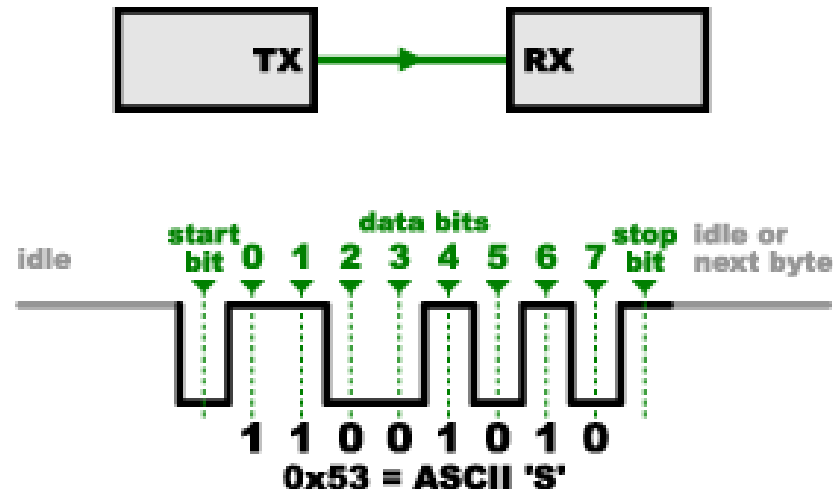 TX RX
data bits
start bit 0 1 2 3 4 5 6 7 stop bit
idle
idle or
next byte
1 1 0 0 1 0 1 0
0x53 = ASCII 'S'